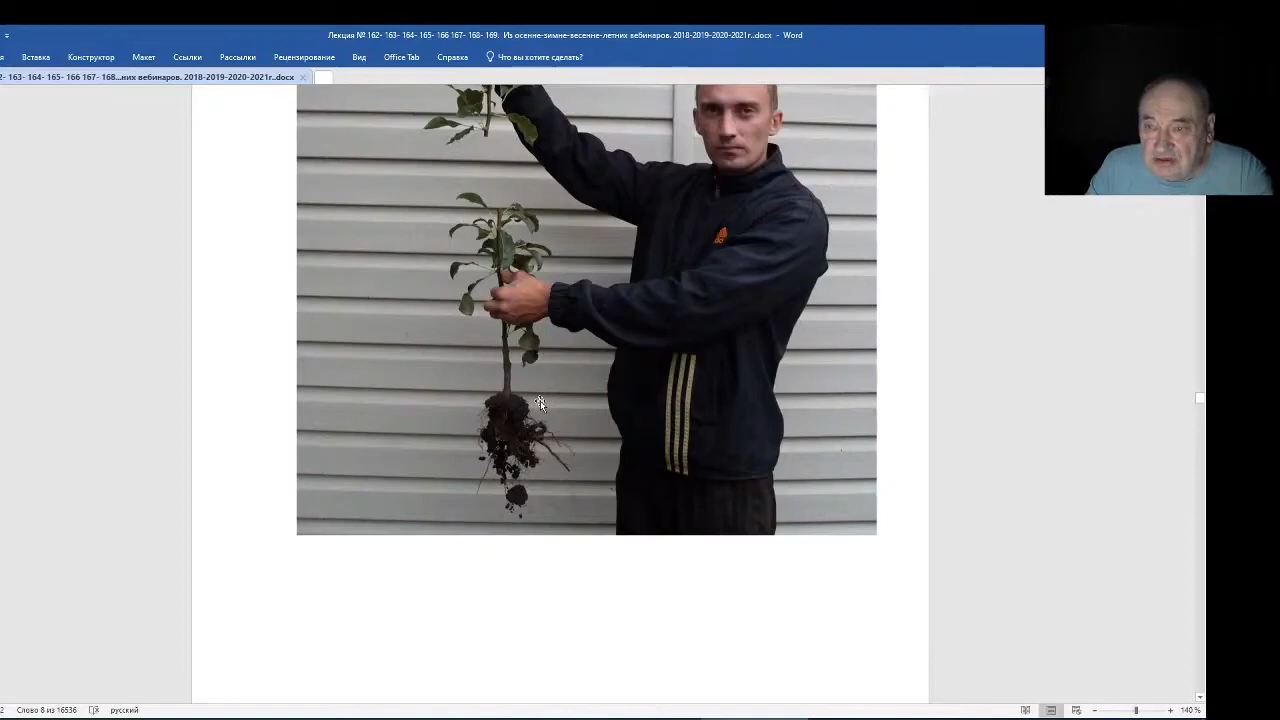 Лекция № 162- 163- 164- 165- 166 167- 168- 169. Из осенне-зимне-весенне-летних вебинаров. 2018-2019-2020-2021г..docx - Word
Вставка Конструктор Макет Ссылки Рассылки Рецензирование Вид Office Tab Справка Что вы хотите сделать?
2- 163- 164- 165- 166 167- 168...них вебинаров. 2018-2019-2020-2021г..docx
Слово 8 из 16536 русский 140 %